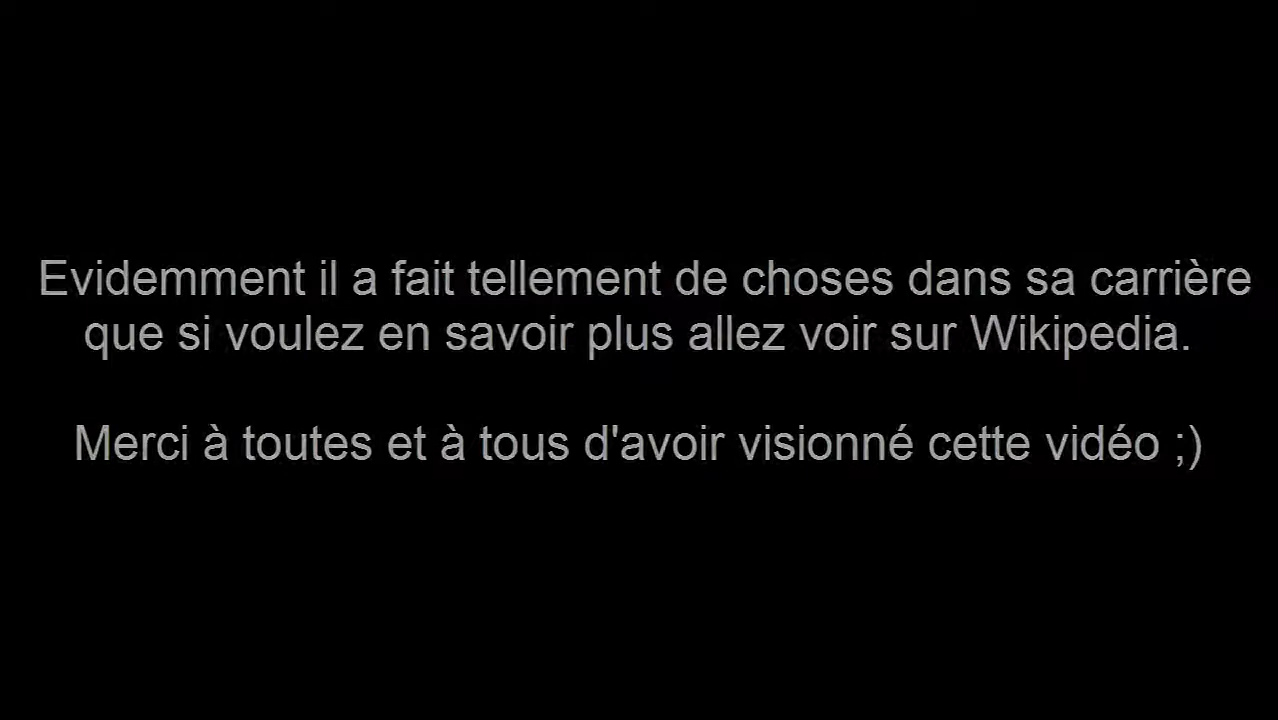 Evidemment il a fait tellement de choses dans sa carrière
que si voulez en savoir plus allez voir sur Wikipedia.
Merci à toutes et à tous d'avoir visionné cette vidéo ;)